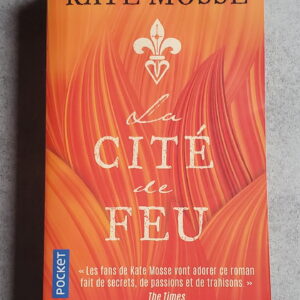 KATE MOSSE
La
CITÉ
de
FEU
« Les fans de Kate Mosse vont adorer ce roman
fait de secrets, de passions et de trahisons. »
The Times
POCKET